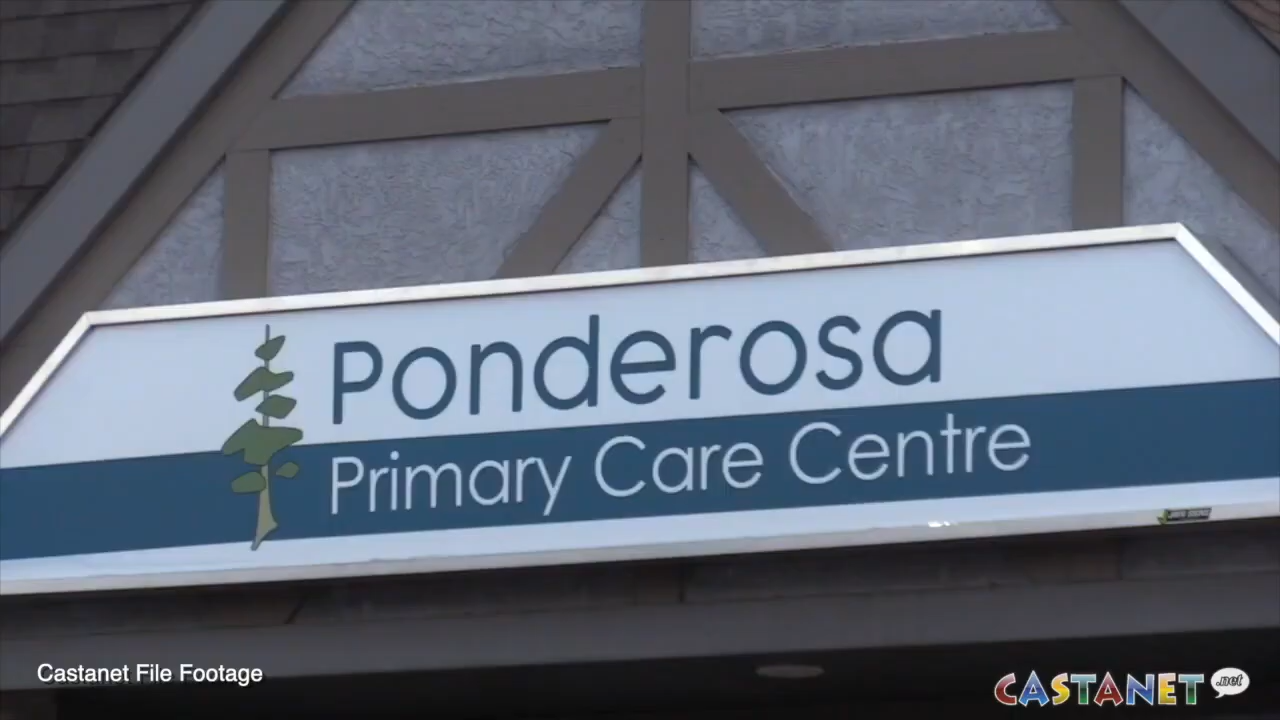 Ponderosa
Primary Care Centre
Castanet File Footage
CASTANET .net